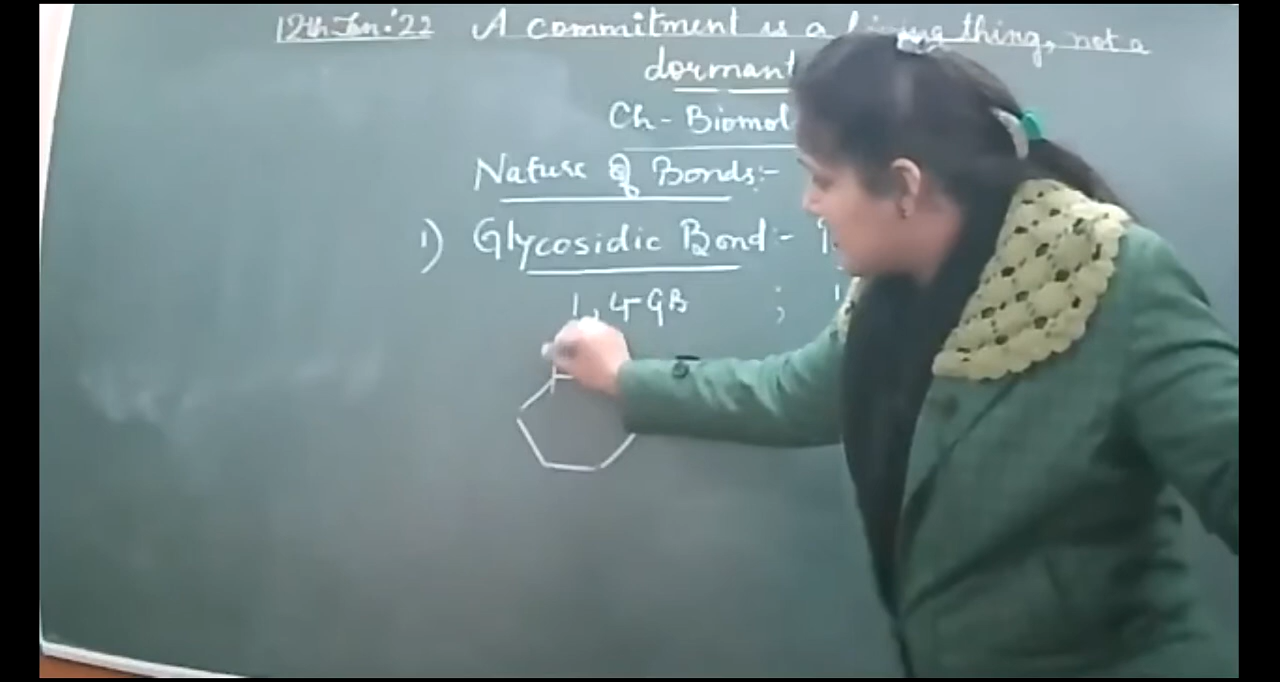 12th Jan.'22 A commitment is a living thing, not a
dormant
Ch - Biomol
Nature of Bonds:-
1) Glycosidic Bond :-
1,4-GB ;